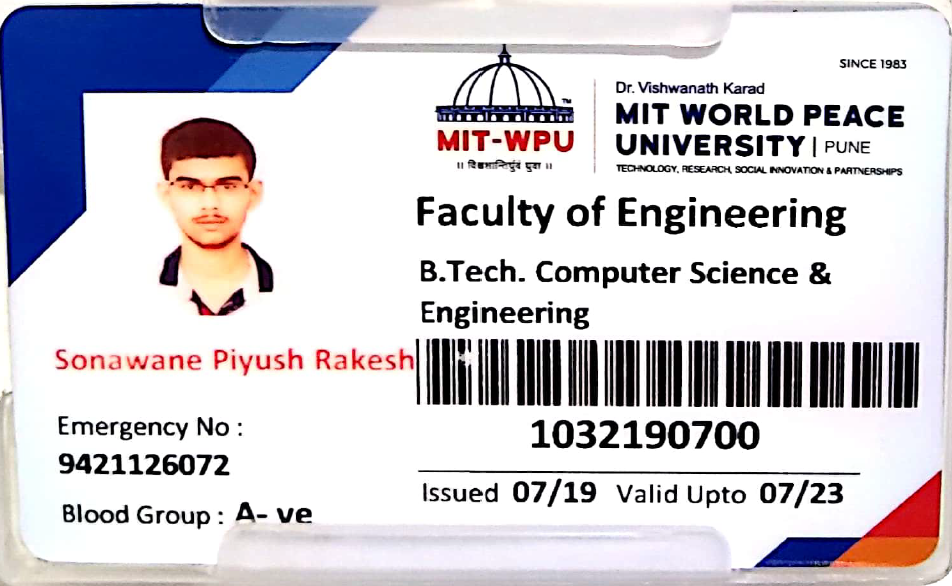 SINCE 1983
Dr. Vishwanath Karad
MIT WORLD PEACE
UNIVERSITY | PUNE
TECHNOLOGY, RESEARCH, SOCIAL INNOVATION & PARTNERSHIPS
TM
MIT-WPU
॥ विश्वशान्तिर्ध्रुवं ध्रुवा ॥
Faculty of Engineering
B.Tech. Computer Science &
Engineering
Sonawane Piyush Rakesh
1032190700
Emergency No :
9421126072
Issued 07/19 Valid Upto 07/23
Blood Group : A- ve